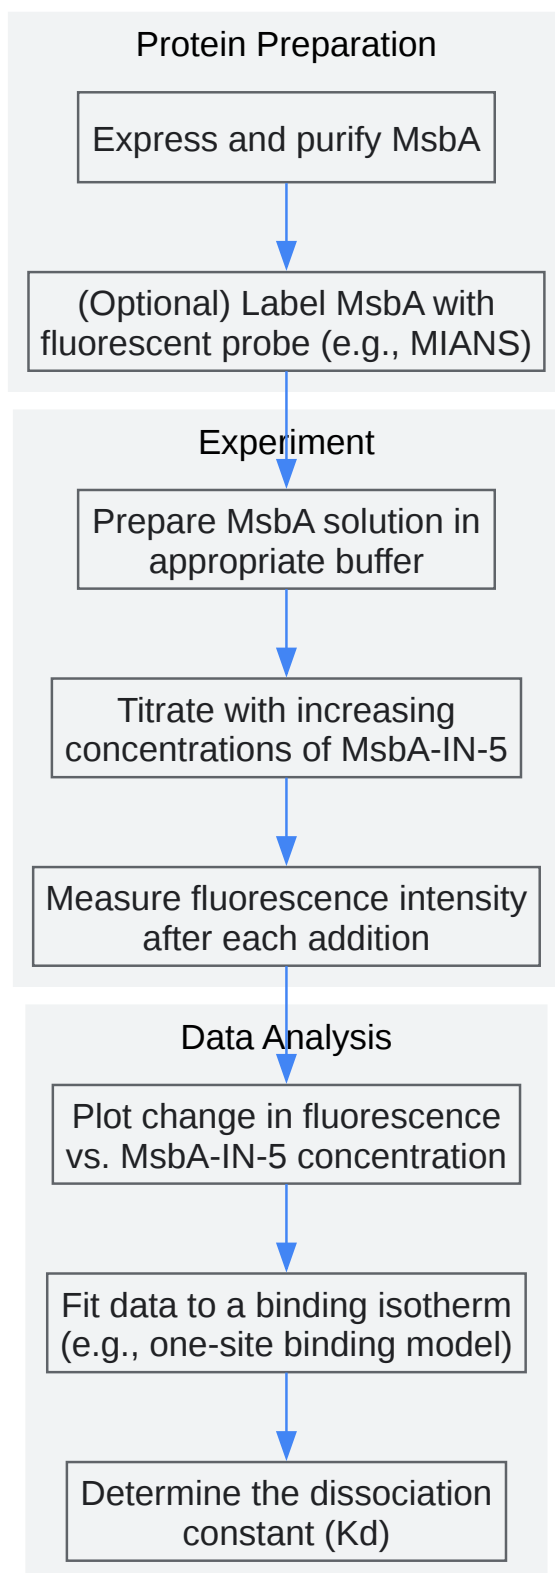 Protein Preparation
Express and purify MsbA
(Optional) Label MsbA with
fluorescent probe (e.g., MIANS)
Experiment
Prepare MsbA solution in
appropriate buffer
Titrate with increasing
concentrations of MsbA-IN-5
Measure fluorescence intensity
after each addition
Data Analysis
Plot change in fluorescence
vs. MsbA-IN-5 concentration
Fit data to a binding isotherm
(e.g., one-site binding model)
Determine the dissociation
constant (Kd)